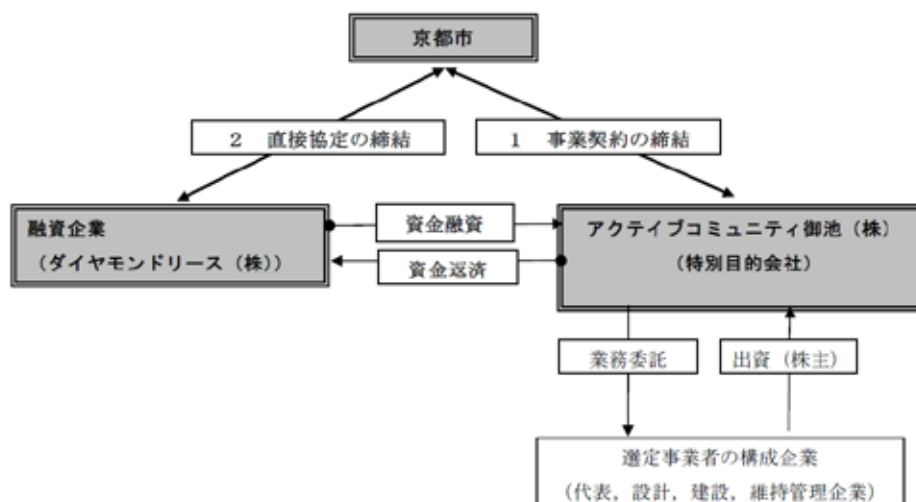 京都市
2　直接協定の締結
1　事業契約の締結
融資企業
（ダイヤモンドリース（株））
資金融資
資金返済
アクテイブコミュニティ御池（株）
（特別目的会社）
業務委託
出資（株主）
選定事業者の構成企業
（代表，設計，建設，維持管理企業）